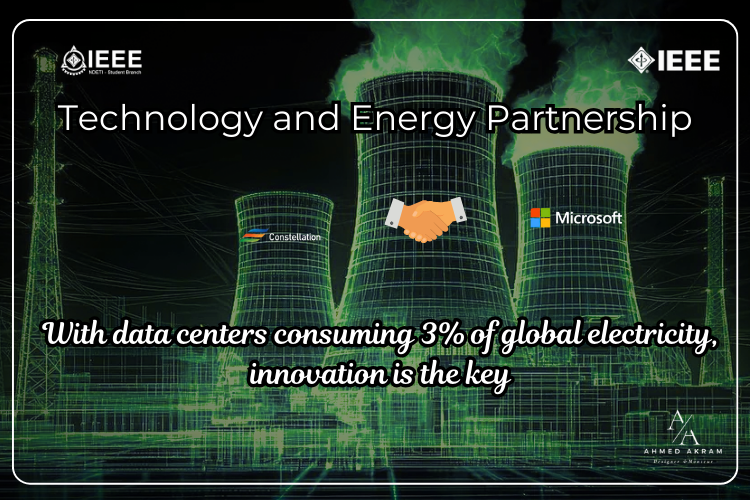 IEEE
NDETI - Student Branch
IEEE
Technology and Energy Partnership
Constellation
Microsoft
With data centers consuming 3% of global electricity,
innovation is the key
A/A
AHMED AKRAM